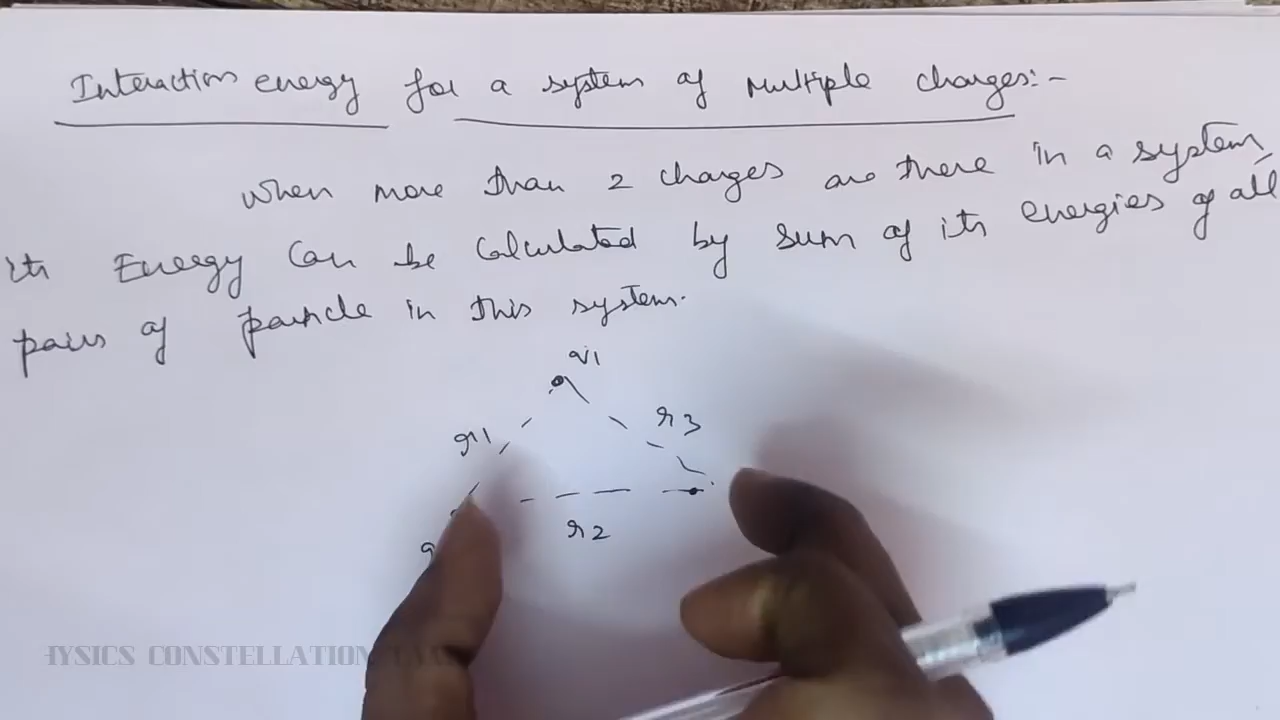 Interaction energy for a system of Multiple charges:-
When more than 2 charges are there in a system
its Energy can be calculated by sum of its energies of all
pairs of particle in this system.
q1
r1
r3
r2
q
HYSICS CONSTELLATION